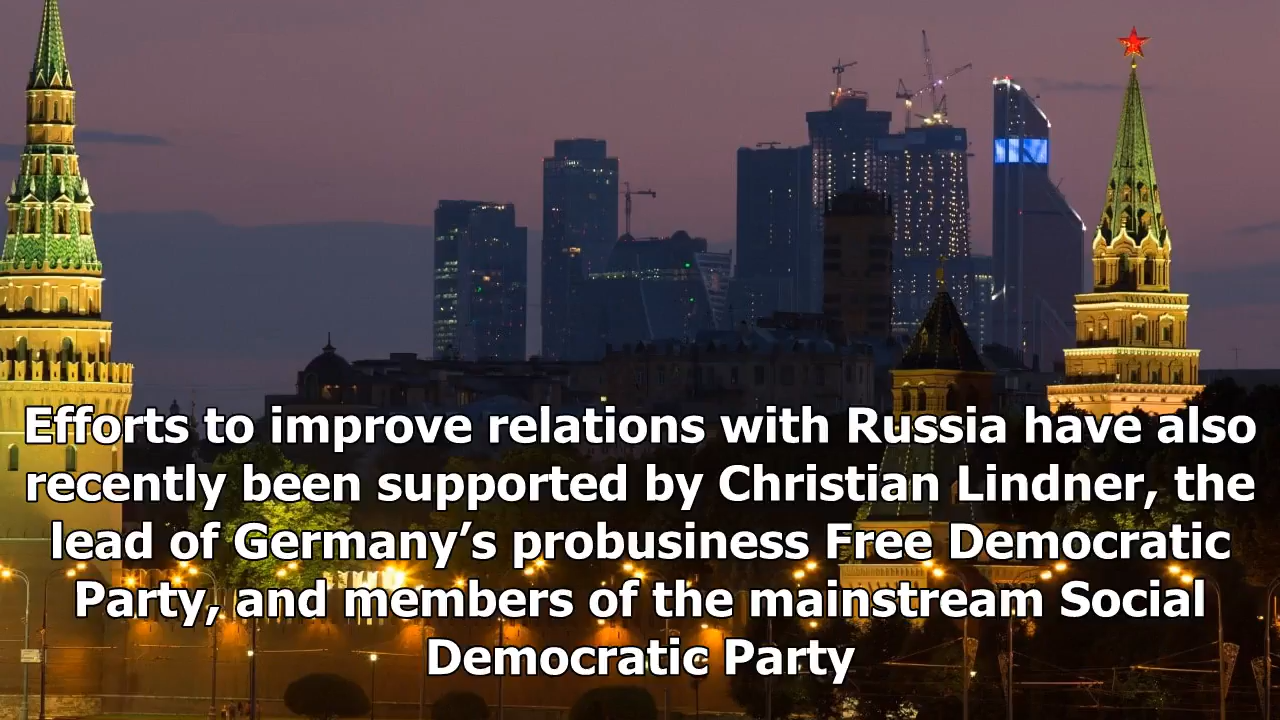 Efforts to improve relations with Russia have also
recently been supported by Christian Lindner, the
lead of Germany’s probusiness Free Democratic
Party, and members of the mainstream Social
Democratic Party